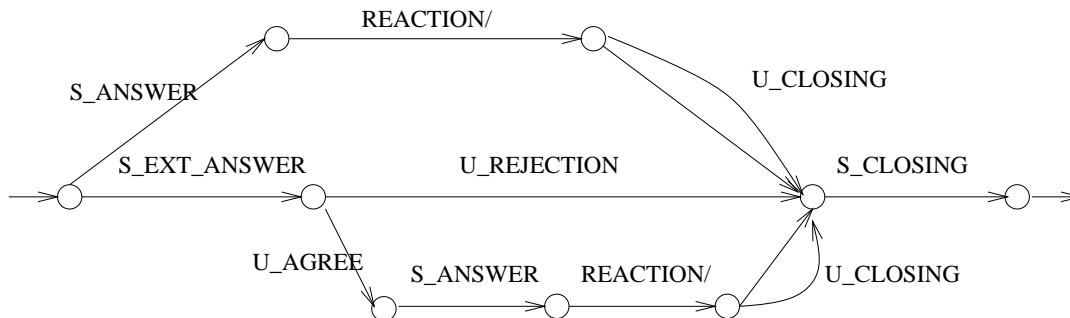 REACTION/
U_CLOSING
S_ANSWER
S_EXT_ANSWER
U_REJECTION
S_CLOSING
U_AGREE
S_ANSWER
REACTION/
U_CLOSING